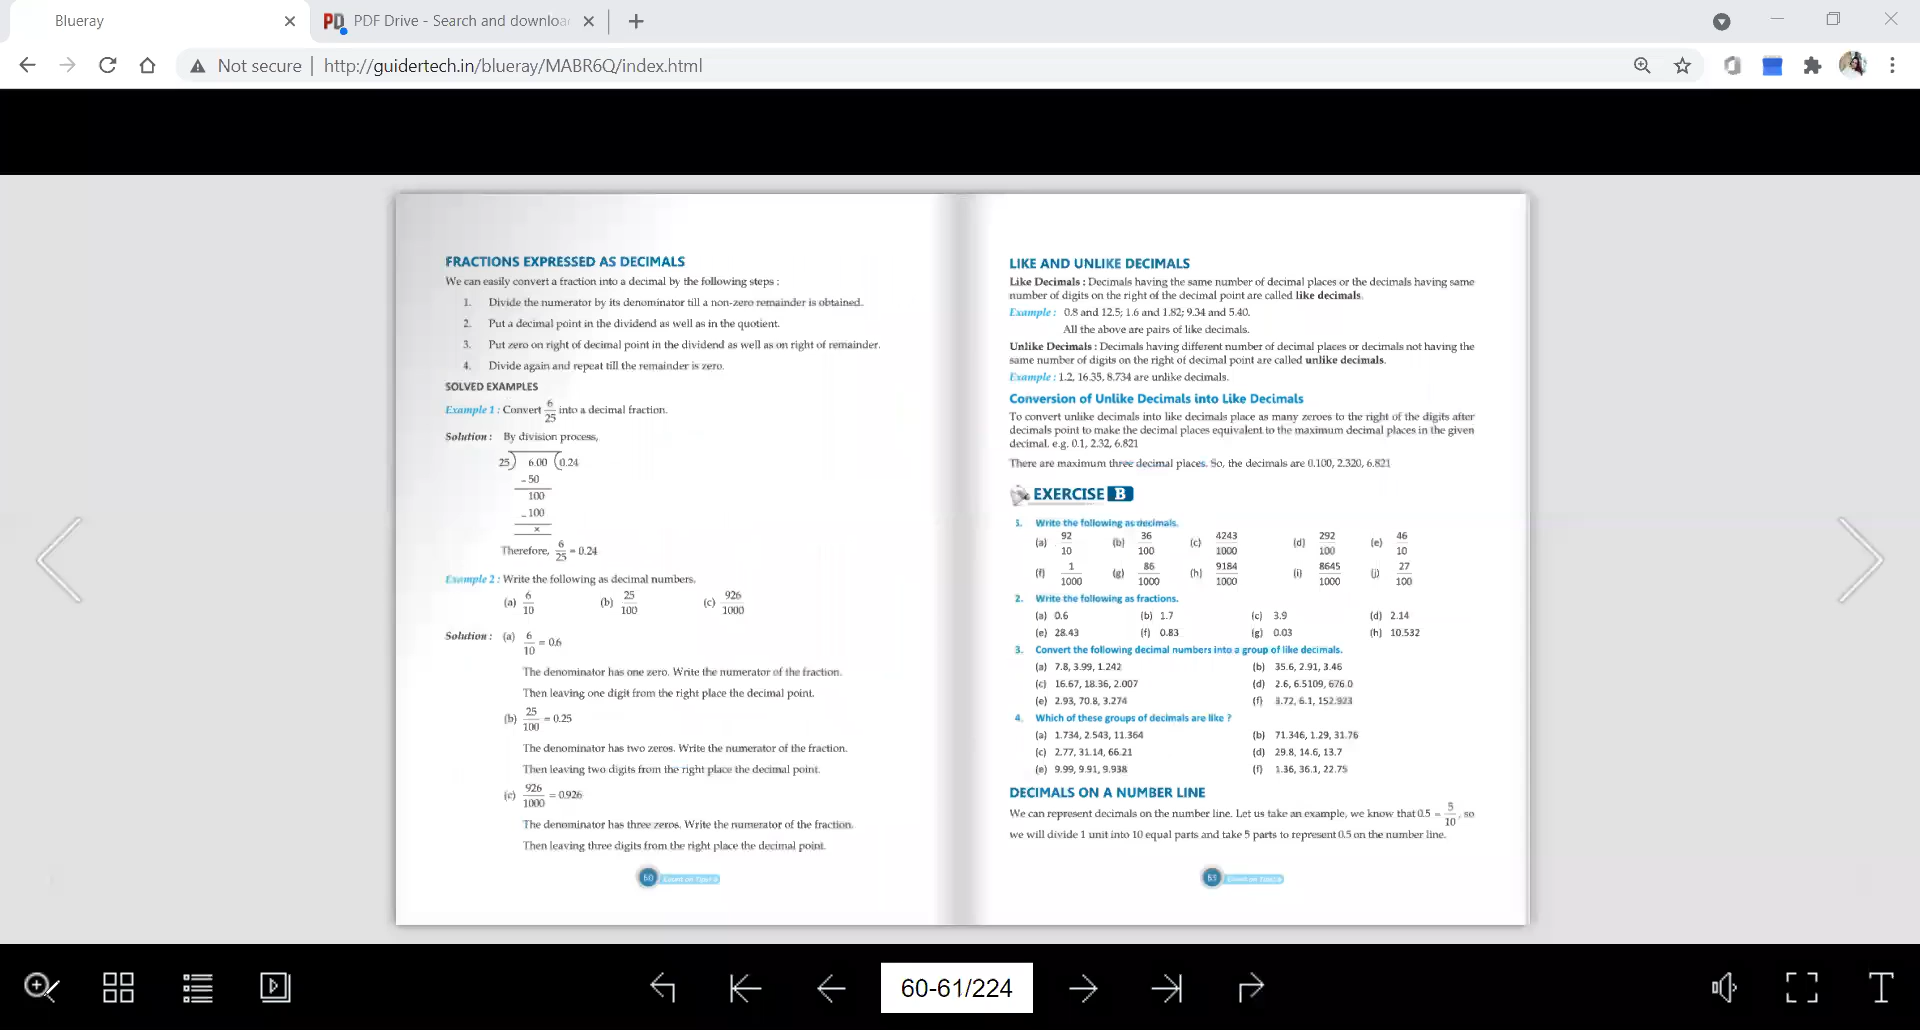 Blueray
PDF Drive - Search and downloa
Not secure | http://guidertech.in/blueray/MABR6Q/index.html
FRACTIONS EXPRESSED AS DECIMALS
We can easily convert a fraction into a decimal by the following steps :
1. Divide the numerator by its denominator till a non-zero remainder is obtained.
2. Put a decimal point in the dividend as well as in the quotient.
3. Put zero on right of decimal point in the dividend as well as on right of remainder.
4. Divide again and repeat till the remainder is zero.
SOLVED EXAMPLES
Example 1 : Convert 6/25 into a decimal fraction.
Solution : By division process,
25) 6.00 (0.24
- 50
100
- 100
×
Therefore, 6/25 = 0.24
Example 2 : Write the following as decimal numbers.
(a) 6/10 (b) 25/100 (c) 926/1000
Solution : (a) 6/10 = 0.6
The denominator has one zero. Write the numerator of the fraction.
Then leaving one digit from the right place the decimal point.
(b) 25/100 = 0.25
The denominator has two zeros. Write the numerator of the fraction.
Then leaving two digits from the right place the decimal point.
(c) 926/1000 = 0.926
The denominator has three zeros. Write the numerator of the fraction.
Then leaving three digits from the right place the decimal point.
60
LIKE AND UNLIKE DECIMALS
Like Decimals : Decimals having the same number of decimal places or the decimals having same
number of digits on the right of the decimal point are called like decimals.
Example : 0.8 and 12.5; 1.6 and 1.82; 9.34 and 5.40.
All the above are pairs of like decimals.
Unlike Decimals : Decimals having different number of decimal places or decimals not having the
same number of digits on the right of decimal point are called unlike decimals.
Example : 1.2, 16.35, 8.734 are unlike decimals.
Conversion of Unlike Decimals into Like Decimals
To convert unlike decimals into like decimals place as many zeroes to the right of the digits after
decimals point to make the decimal places equivalent to the maximum decimal places in the given
decimal. e.g. 0.1, 2.32, 6.821
There are maximum three decimal places. So, the decimals are 0.100, 2.320, 6.821
EXERCISE B
1. Write the following as decimals.
(a) 92/10 (b) 36/100 (c) 4243/1000 (d) 292/100 (e) 46/10
(f) 1/1000 (g) 86/1000 (h) 9184/1000 (i) 8645/1000 (j) 27/100
2. Write the following as fractions.
(a) 0.6 (b) 1.7 (c) 3.9 (d) 2.14
(e) 28.43 (f) 0.83 (g) 0.03 (h) 10.532
3. Convert the following decimal numbers into a group of like decimals.
(a) 7.8, 3.99, 1.242 (b) 35.6, 2.91, 3.46
(c) 16.67, 18.36, 2.007 (d) 2.6, 6.5109, 676.0
(e) 2.93, 70.8, 3.274 (f) 3.72, 6.1, 152.923
4. Which of these groups of decimals are like ?
(a) 1.734, 2.543, 11.364 (b) 71.346, 1.29, 31.76
(c) 2.77, 31.14, 66.21 (d) 29.8, 14.6, 13.7
(e) 9.99, 9.91, 9.938 (f) 1.36, 36.1, 22.75
DECIMALS ON A NUMBER LINE
We can represent decimals on the number line. Let us take an example, we know that 0.5 = 5/10, so
we will divide 1 unit into 10 equal parts and take 5 parts to represent 0.5 on the number line.
60-61/224